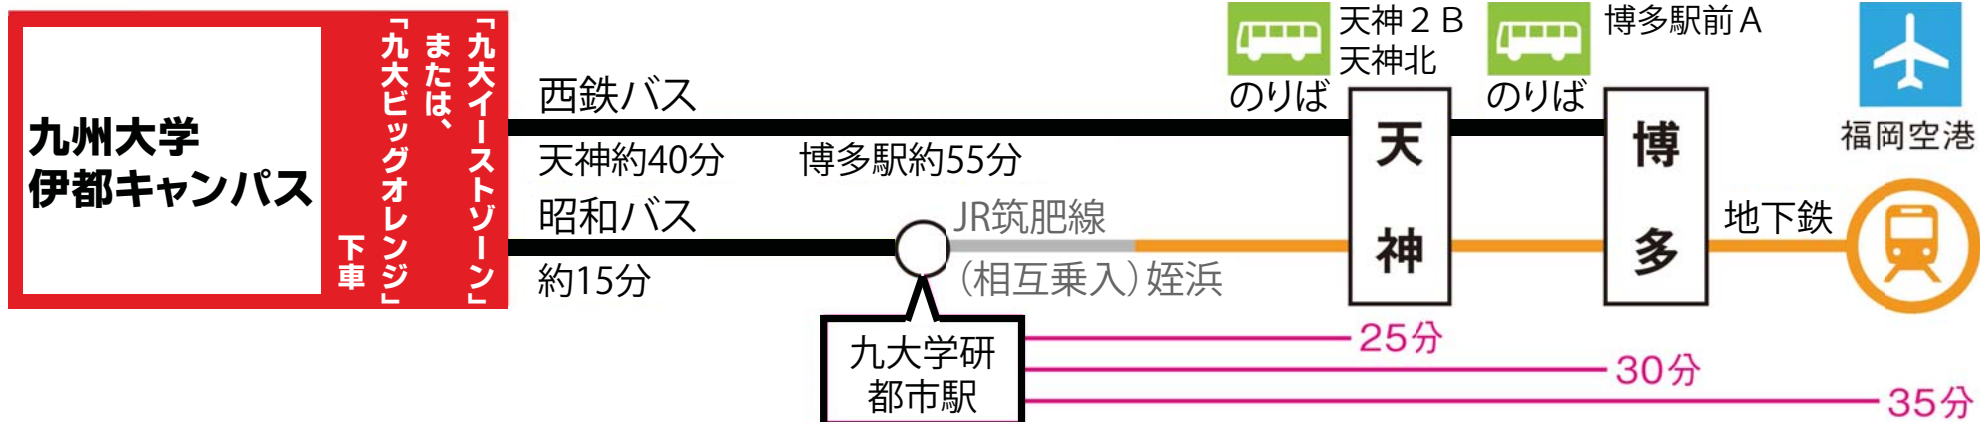 九州大学
伊都キャンパス
「九大イーストゾーン」
または、
「九大ビッグオレンジ」
下車
西鉄バス
天神約40分
博多駅約55分
昭和バス
約15分
JR筑肥線
（相互乗入）姪浜
九大学研
都市駅
天神２Ｂ
天神北
のりば
天神
博多駅前Ａ
のりば
博多
地下鉄
福岡空港
25分
30分
35分